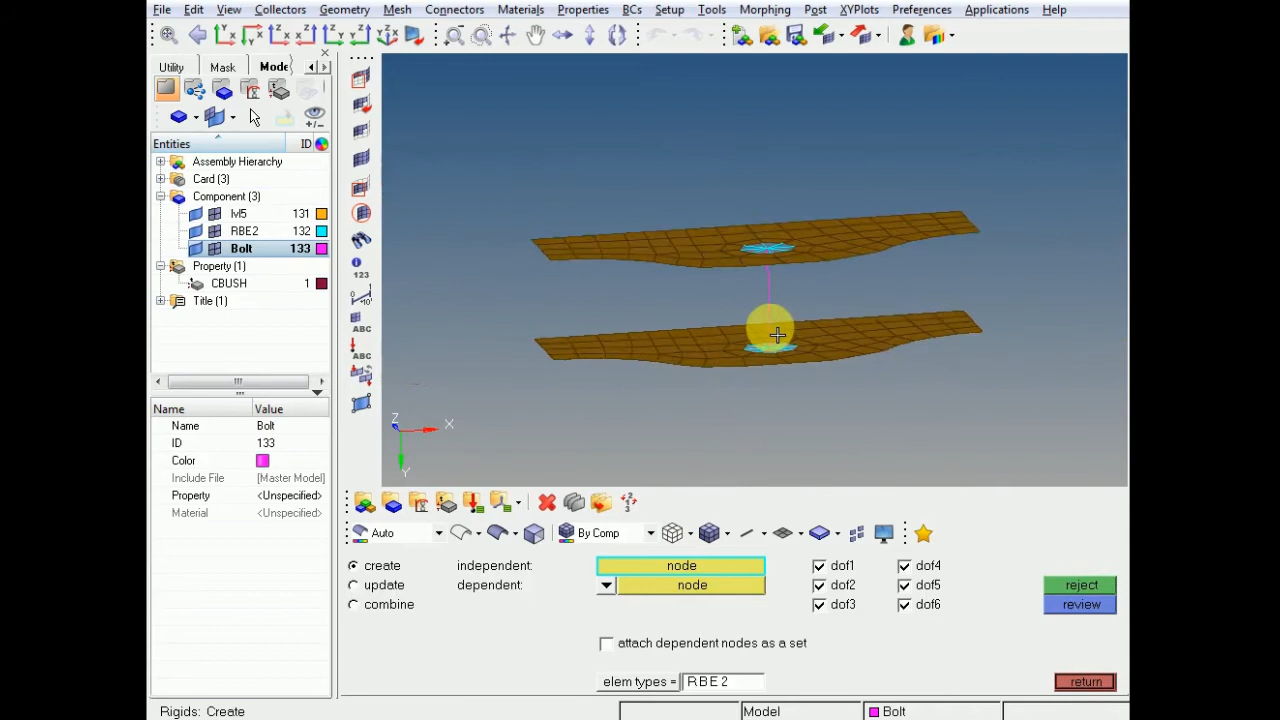 File Edit View Collectors Geometry Mesh Connectors Materials Properties BCs Setup Tools Morphing Post XYPlots Preferences Applications Help
Utility Mask Mode
Entities ID
Assembly Hierarchy
Card (3)
Component (3)
lvl5 131
RBE2 132
Bolt 133
Property (1)
CBUSH 1
Title (1)
Name Value
Name Bolt
ID 133
Color
Include File [Master Model]
Property <Unspecified>
Material <Unspecified>
123
ABC
ABC
Z X
Y
Auto By Comp
create independent: node dof1 dof4
update dependent: node dof2 dof5 reject
combine dof3 dof6 review
attach dependent nodes as a set
elem types = RBE2 return
Rigids: Create Model Bolt